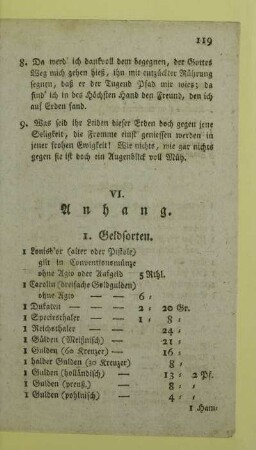 119
8. Da werd' ich dankvoll dem begegnen, der Gottes
Weg mich gehen hieß, ihn mit entzückter Rührung
segnen, daß er der Tugend Pfad mir wies; da
find' ich in des Höchsten Hand den Freund, den ich
auf Erden fand.
9. Was seid ihr Leiden dieser Erden doch gegen jene
Seligkeit, die Fromme einst geniessen werden in
jener frohen Ewigkeit! Wie nichts, wie gar nichts
gegen sie ist doch ein Augenblick voll Müh.
VI.
Anhang.
1. Geldsorten.
1 Louisd'or (alter oder Pistole)
gilt in Conventionsmünze
ohne Agio oder Aufgeld 5 Rthl.
1 Carolin (dreifache Goldgulden)
ohne Agio — — 6 ,
1 Dukaten — — 2 , 20 Gr.
1 Speciesthaler — 1 , 8 ,
1 Reichsthaler — — 24 ,
1 Gülden (Meißnisch) — 21 ,
1 Gulden (60 Kreuzer) — 16 ,
1 halber Gulden (30 Kreuzer) 8 ,
1 Gulden (holländisch) — 13 , 2 Pf.
1 Gulden (preuß.) — 8 ,
1 Gulden (pohlnisch) — 4 ,
1 Ham-